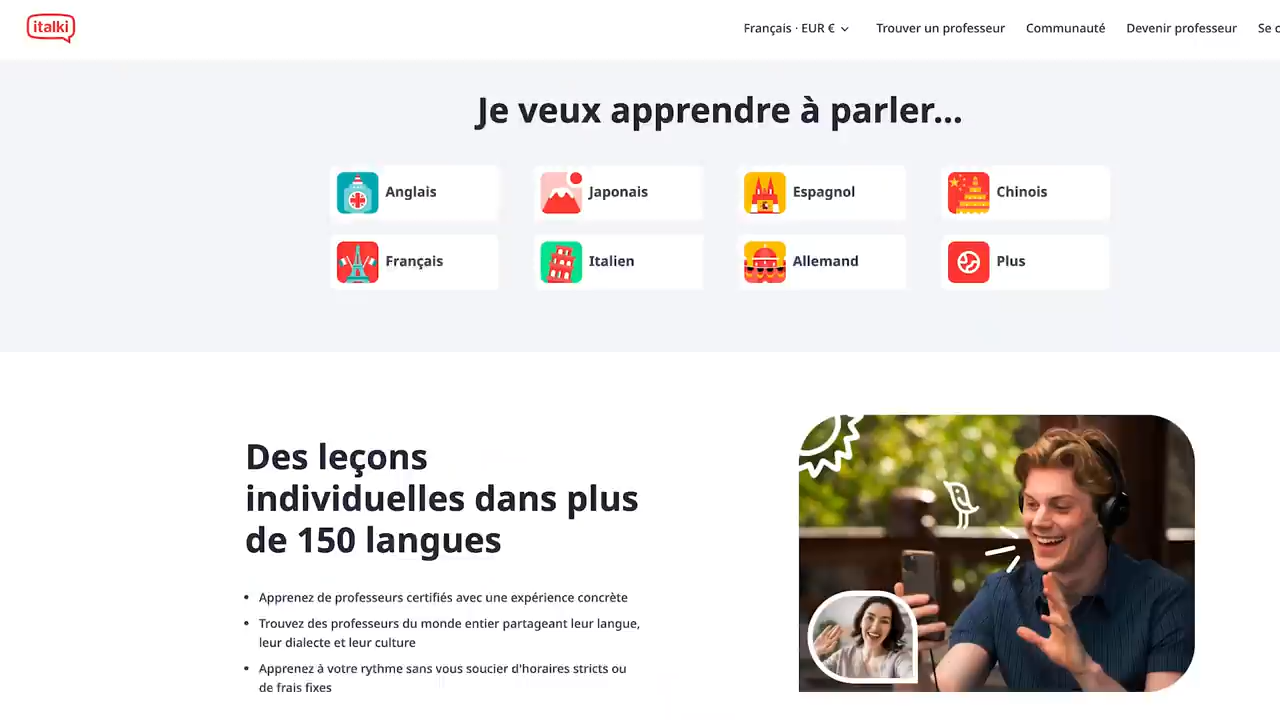 italki
Français · EUR €
Trouver un professeur
Communauté
Devenir professeur
Je veux apprendre à parler...
Anglais
Japonais
Espagnol
Chinois
Français
Italien
Allemand
Plus
Des leçons
individuelles dans plus
de 150 langues
Apprenez de professeurs certifiés avec une expérience concrète
Trouvez des professeurs du monde entier partageant leur langue,
leur dialecte et leur culture
Apprenez à votre rythme sans vous soucier d'horaires stricts ou
de frais fixes